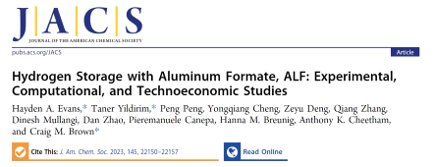 J|A|C|S
JOURNAL OF THE AMERICAN CHEMICAL SOCIETY
pubs.acs.org/JACS
Article
Hydrogen Storage with Aluminum Formate, ALF: Experimental,
Computational, and Technoeconomic Studies
Hayden A. Evans,* Taner Yildirim,* Peng Peng, Yongqiang Cheng, Zeyu Deng, Qiang Zhang,
Dinesh Mullangi, Dan Zhao, Pieremanuele Canepa, Hanna M. Breunig, Anthony K. Cheetham,
and Craig M. Brown*
Cite This: J. Am. Chem. Soc. 2023, 145, 22150−22157
Read Online